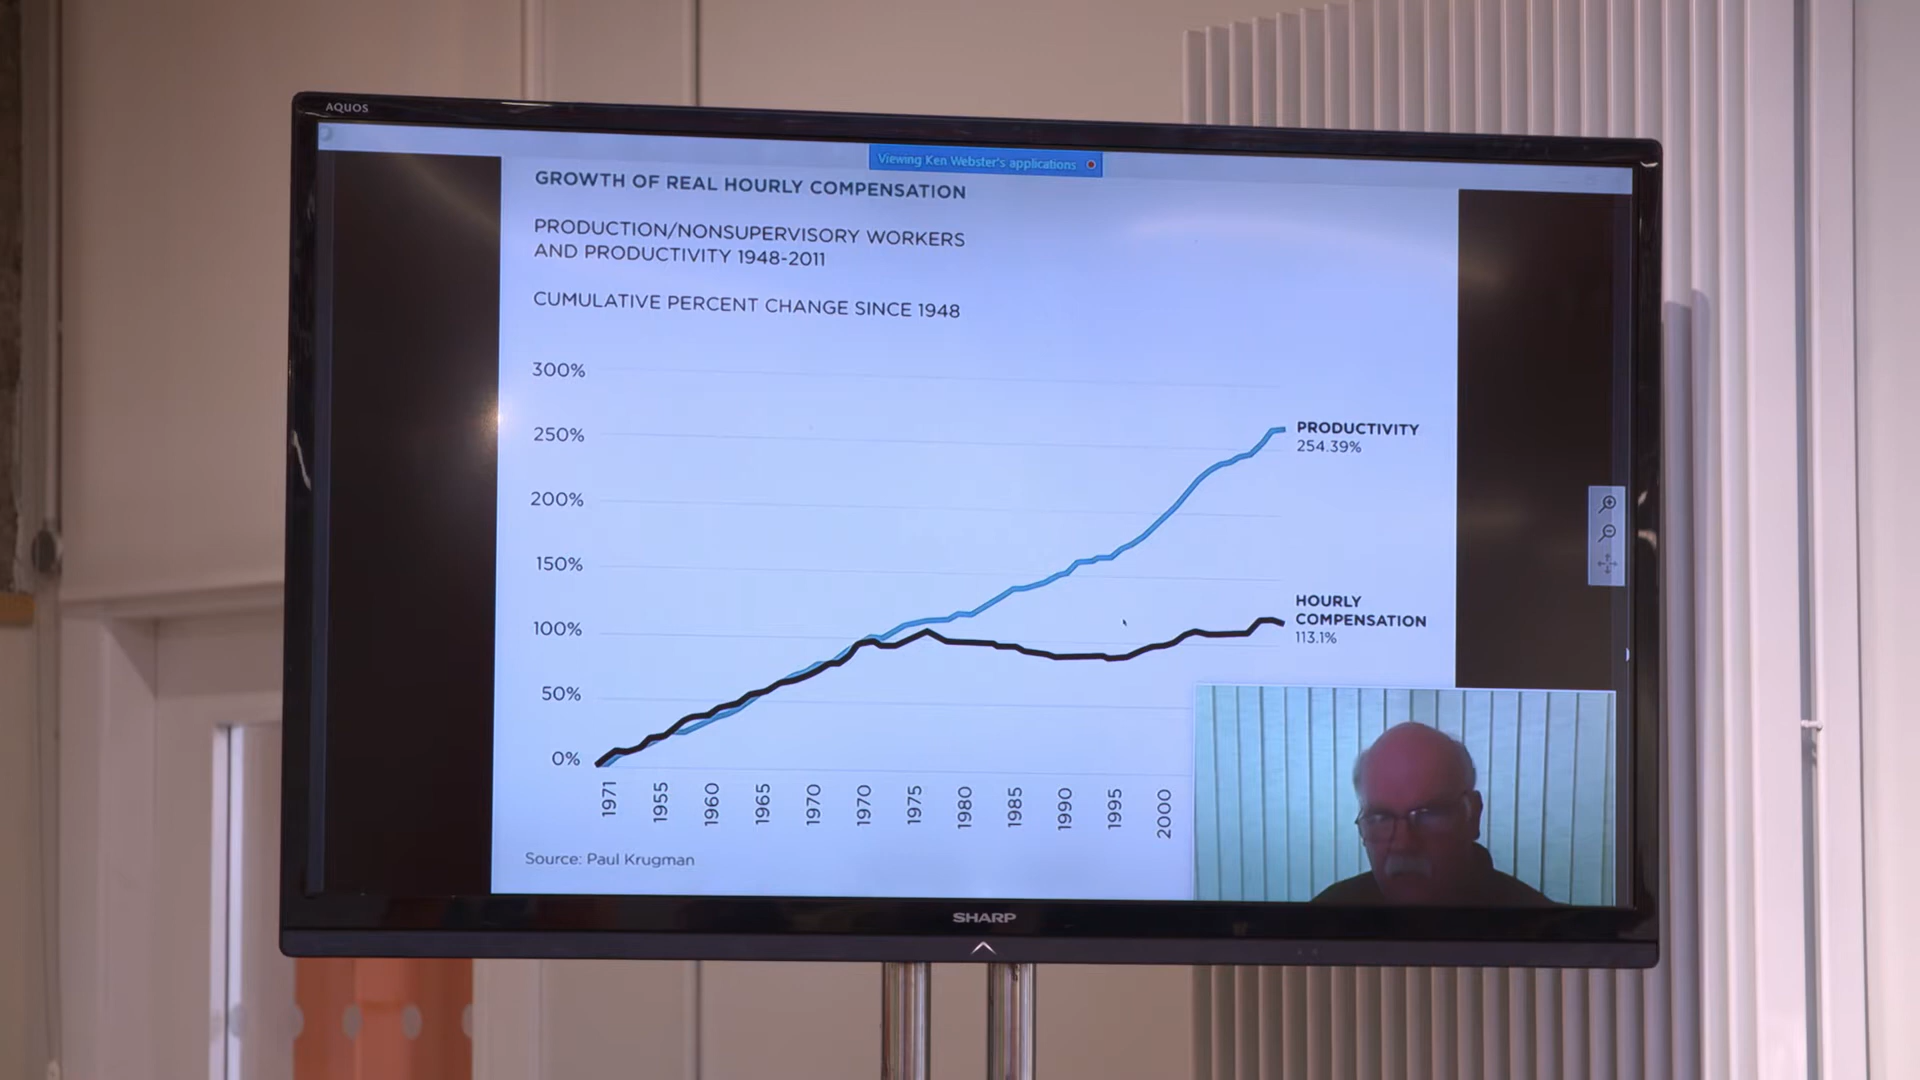 AQUOS
Viewing Ken Webster's applications
GROWTH OF REAL HOURLY COMPENSATION
PRODUCTION/NONSUPERVISORY WORKERS
AND PRODUCTIVITY 1948-2011
CUMULATIVE PERCENT CHANGE SINCE 1948
300%
250%
200%
150%
100%
50%
0%
PRODUCTIVITY
254.39%
HOURLY
COMPENSATION
113.1%
1971
1955
1960
1965
1970
1970
1975
1980
1985
1990
1995
2000
Source: Paul Krugman
SHARP